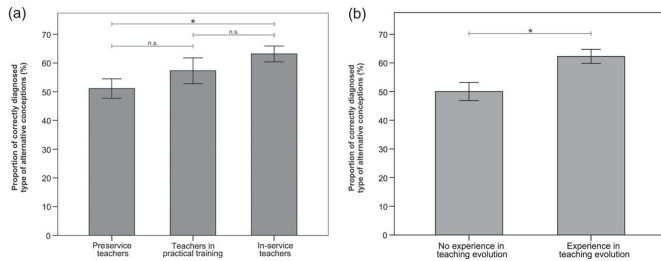 (a)
*
n.s.
n.s.
Proportion of correctly diagnosed
type of alternative conceptions (%)
70
60
50
40
30
20
10
0
Preservice
teachers
Teachers in
practical training
In-service
teachers
(b)
*
Proportion of correctly diagnosed
type of alternative conceptions (%)
70
60
50
40
30
20
10
0
No experience in
teaching evolution
Experience in
teaching evolution